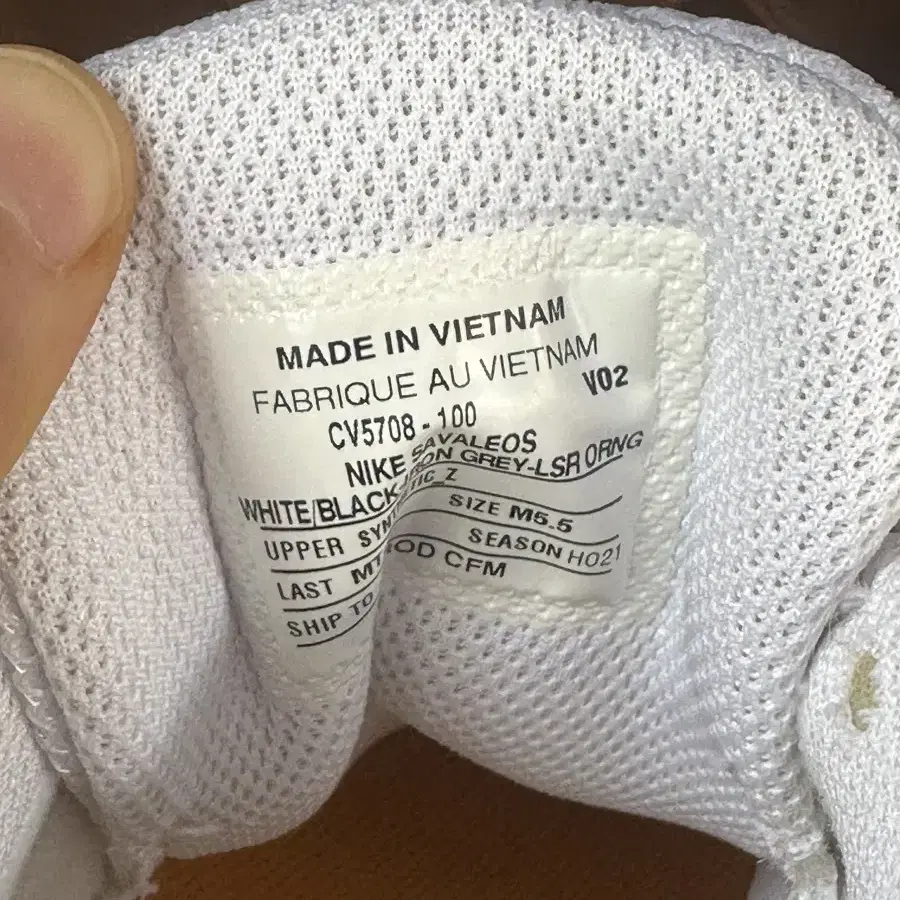 MADE IN VIETNAM
FABRIQUE AU VIETNAM
V02
CV5708-100
NIKE SAVALEOS
WHITE/BLACK-IRON GREY-LSR ORNG
UPPER SIZE M5.5
LAST SEASON HO21
SHIP TO CFM